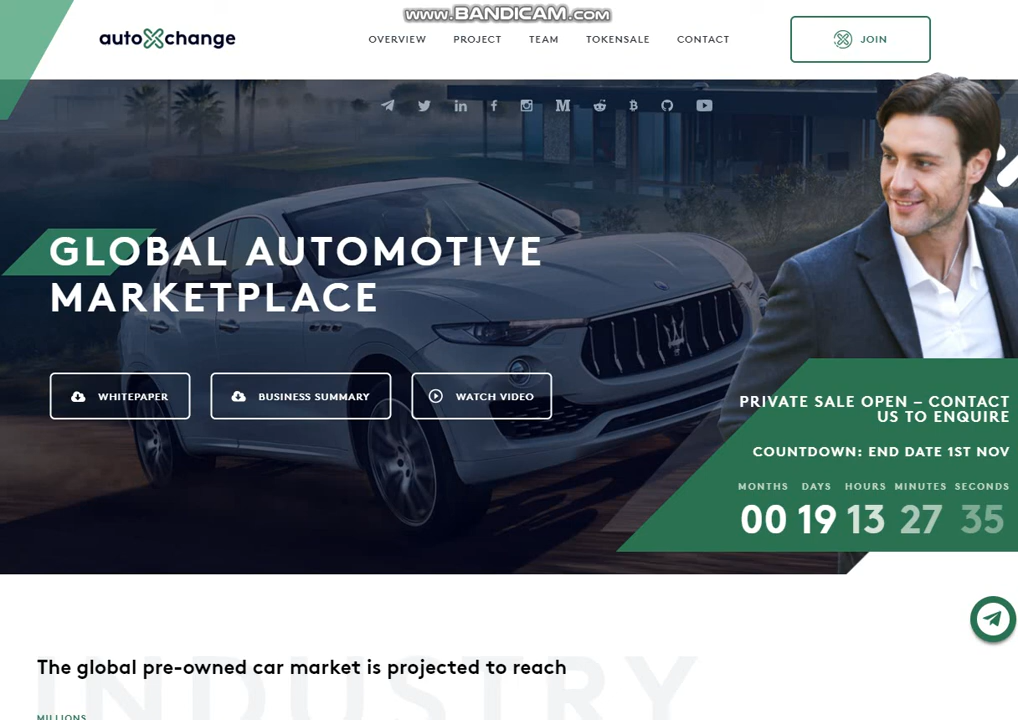 www.BANDICAM.com
autoXchange
OVERVIEW PROJECT TEAM TOKENSALE CONTACT
JOIN
GLOBAL AUTOMOTIVE
MARKETPLACE
WHITEPAPER BUSINESS SUMMARY WATCH VIDEO
PRIVATE SALE OPEN – CONTACT
US TO ENQUIRE
COUNTDOWN: END DATE 1ST NOV
MONTHS DAYS HOURS MINUTES SECONDS
00 19 13 27 35
The global pre-owned car market is projected to reach
INDUSTRY
MILLIONS